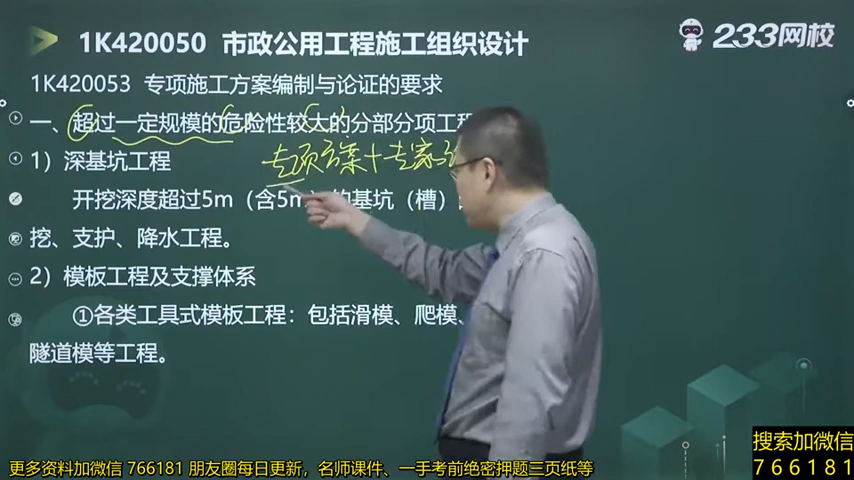 1K420050 市政公用工程施工组织设计
233网校
1K420053 专项施工方案编制与论证的要求
一、超过一定规模的危险性较大的分部分项工程
专项方案+专家
1）深基坑工程
开挖深度超过5m（含5m）的基坑（槽）
挖、支护、降水工程。
2）模板工程及支撑体系
①各类工具式模板工程：包括滑模、爬模、
隧道模等工程。
搜索加微信
766181
更多资料加微信 766181 朋友圈每日更新，名师课件、一手考前绝密押题三页纸等